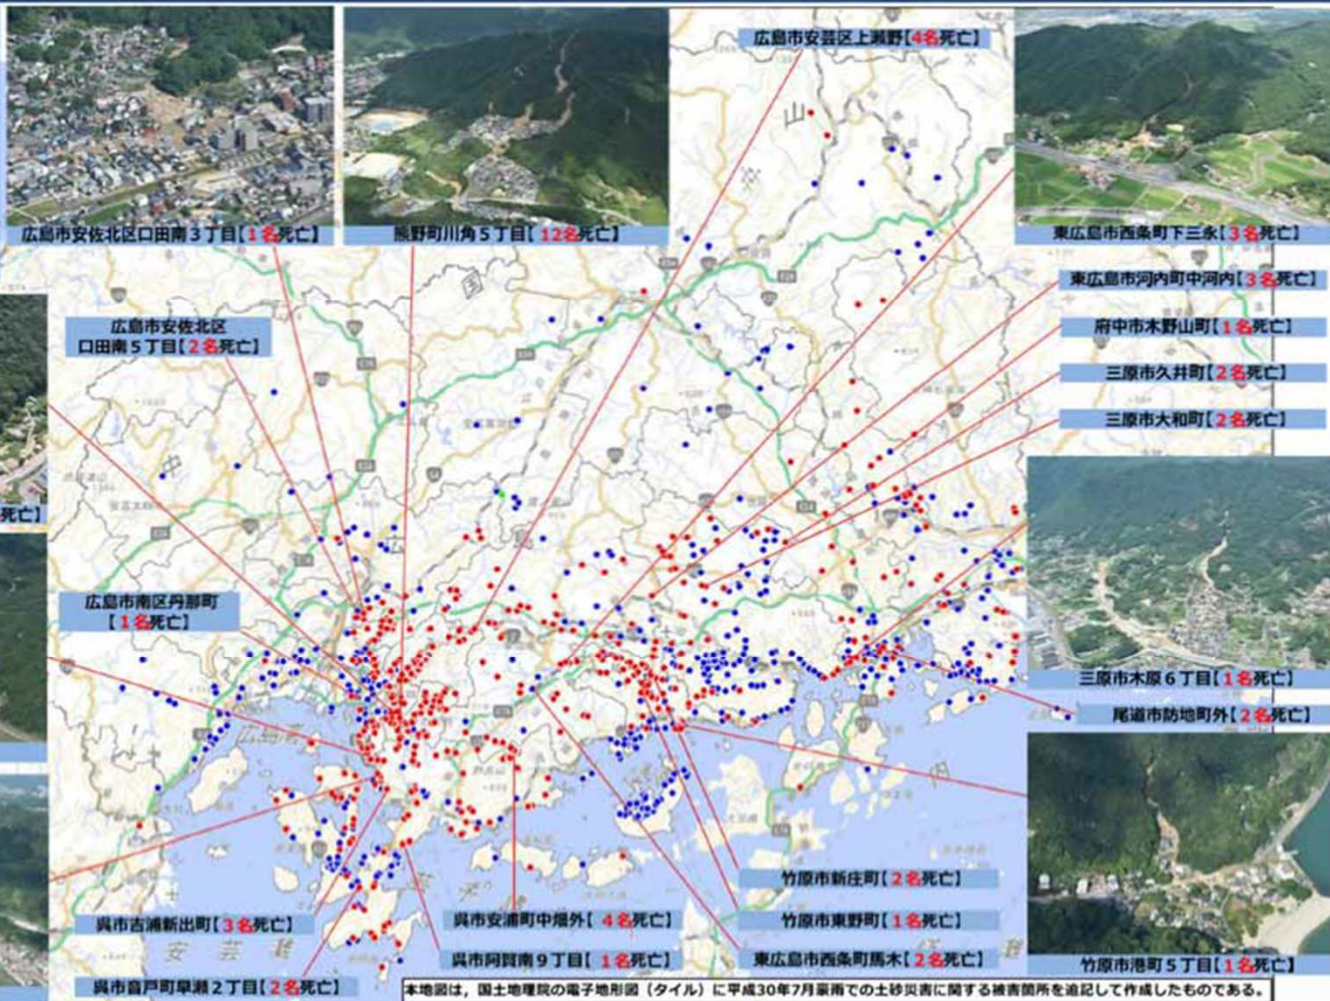 広島市安芸区上瀬野【4名死亡】
広島市安佐北区口田南３丁目【1名死亡】
熊野町川角５丁目【12名死亡】
東広島市西条町下三永【3名死亡】
東広島市河内町中河内【3名死亡】
広島市安佐北区
口田南５丁目【2名死亡】
府中市木野山町【1名死亡】
三原市久井町【2名死亡】
三原市大和町【2名死亡】
死亡】
広島市南区丹那町
【1名死亡】
三原市木原６丁目【1名死亡】
尾道市防地町外【2名死亡】
竹原市新庄町【2名死亡】
呉市吉浦新出町【3名死亡】
呉市安浦町中畑外【4名死亡】
竹原市東野町【1名死亡】
呉市阿賀南９丁目【1名死亡】
東広島市西条町馬木【2名死亡】
竹原市港町５丁目【1名死亡】
呉市音戸町早瀬２丁目【2名死亡】
安芸灘
本地図は，国土地理院の電子地形図（タイル）に平成30年7月豪雨での土砂災害に関する被害箇所を追記して作成したものである。